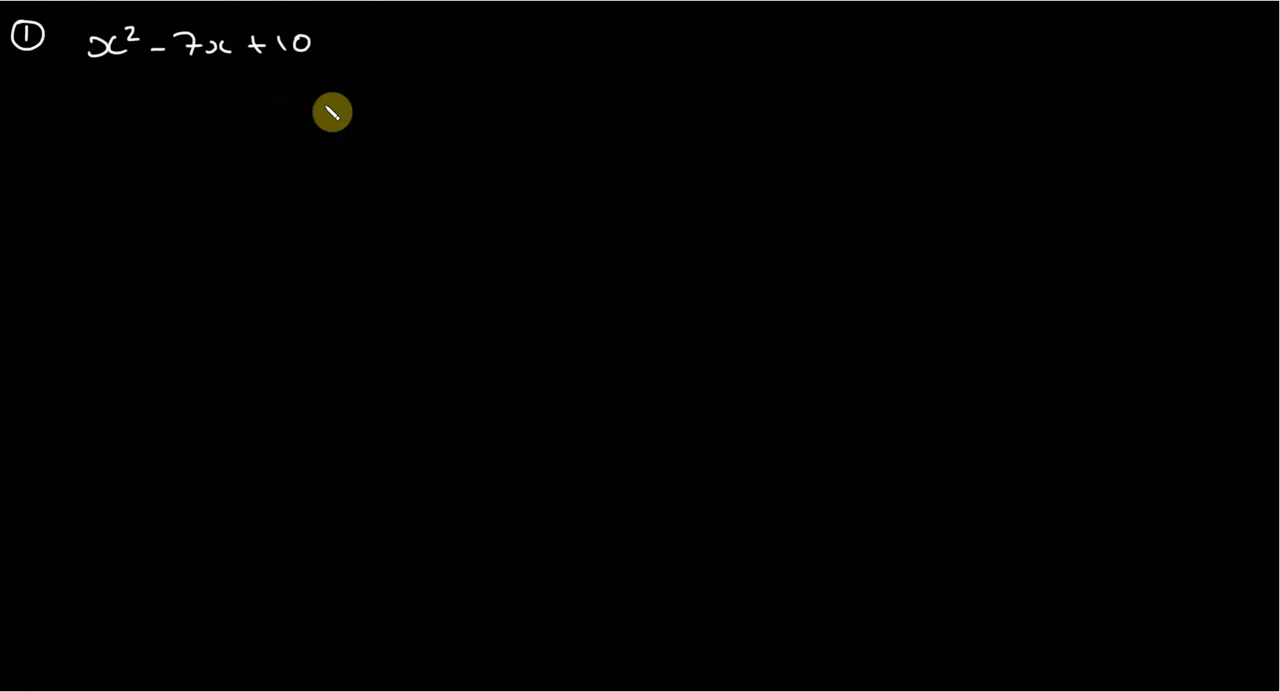 ① x² - 7x + 10